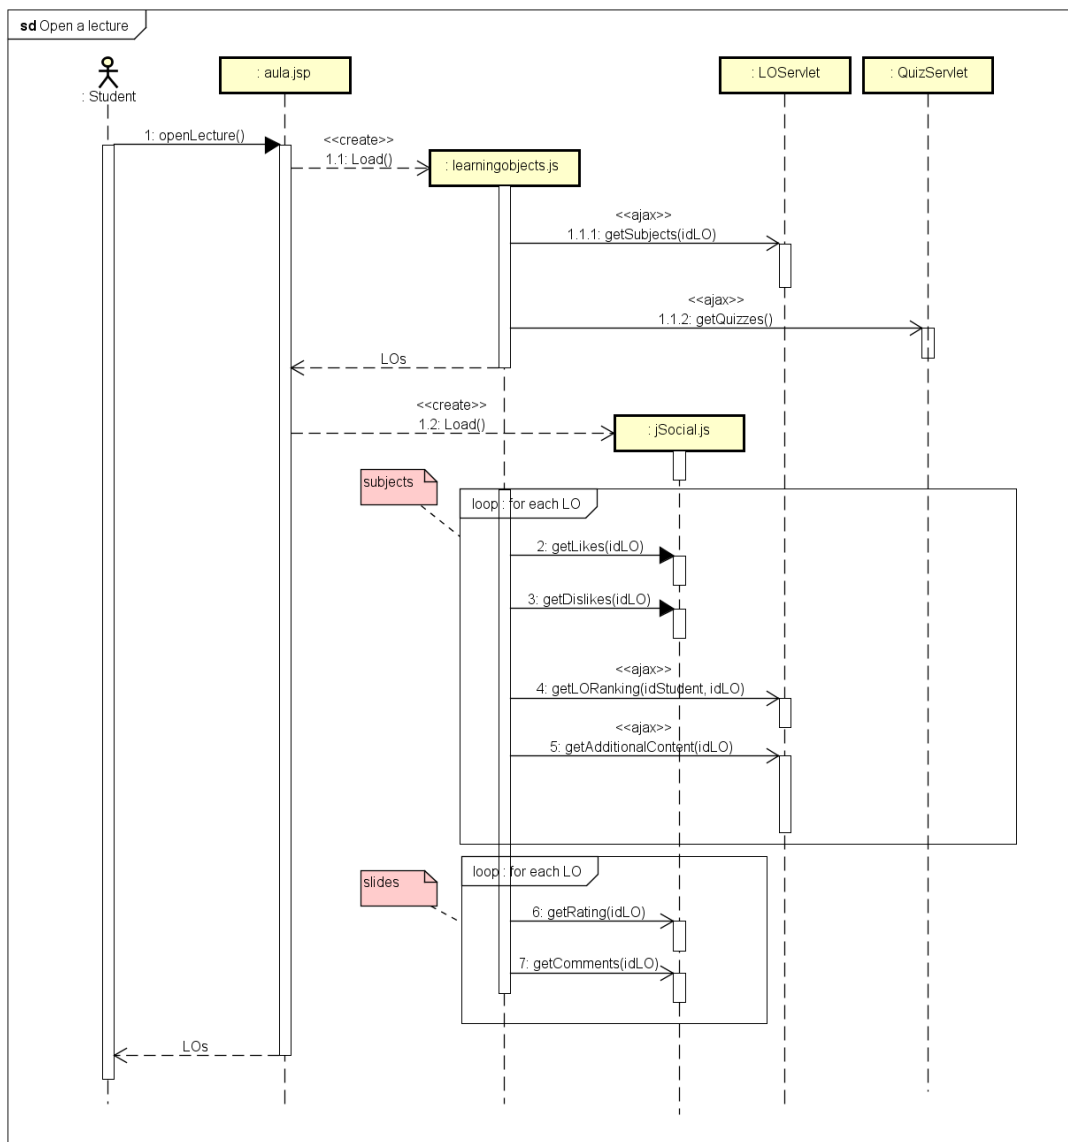 sd Open a lecture
: Student
: aula.jsp
: LOServlet
: QuizServlet
1: openLecture()
<<create>>
1.1: Load()
: learningobjects.js
<<ajax>>
1.1.1: getSubjects(idLO)
<<ajax>>
1.1.2: getQuizzes()
LOs
<<create>>
1.2: Load()
: jSocial.js
subjects
loop : for each LO
2: getLikes(idLO)
3: getDislikes(idLO)
<<ajax>>
4: getLORanking(idStudent, idLO)
<<ajax>>
5: getAdditionalContent(idLO)
slides
loop : for each LO
6: getRating(idLO)
7: getComments(idLO)
LOs